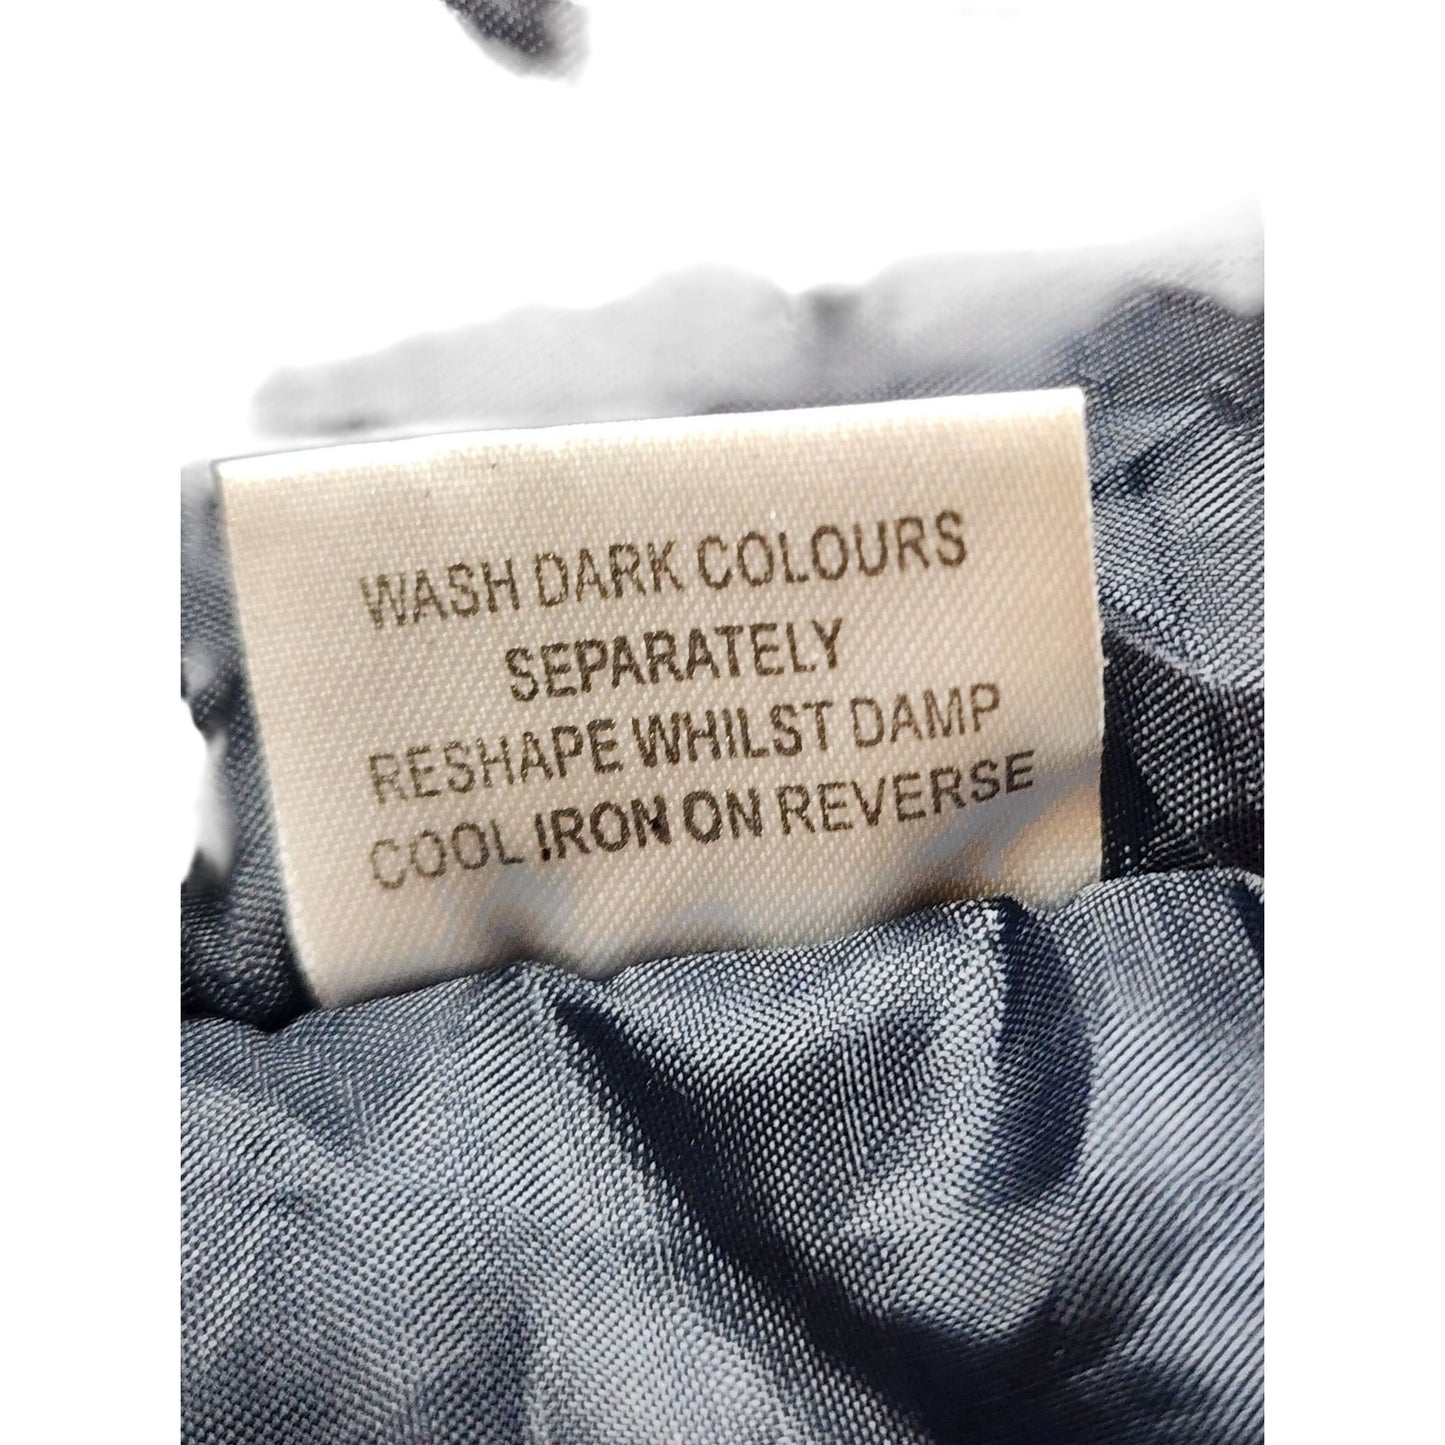 WASH DARK COLOURS
SEPARATELY
RESHAPE WHILST DAMP
COOL IRON ON REVERSE